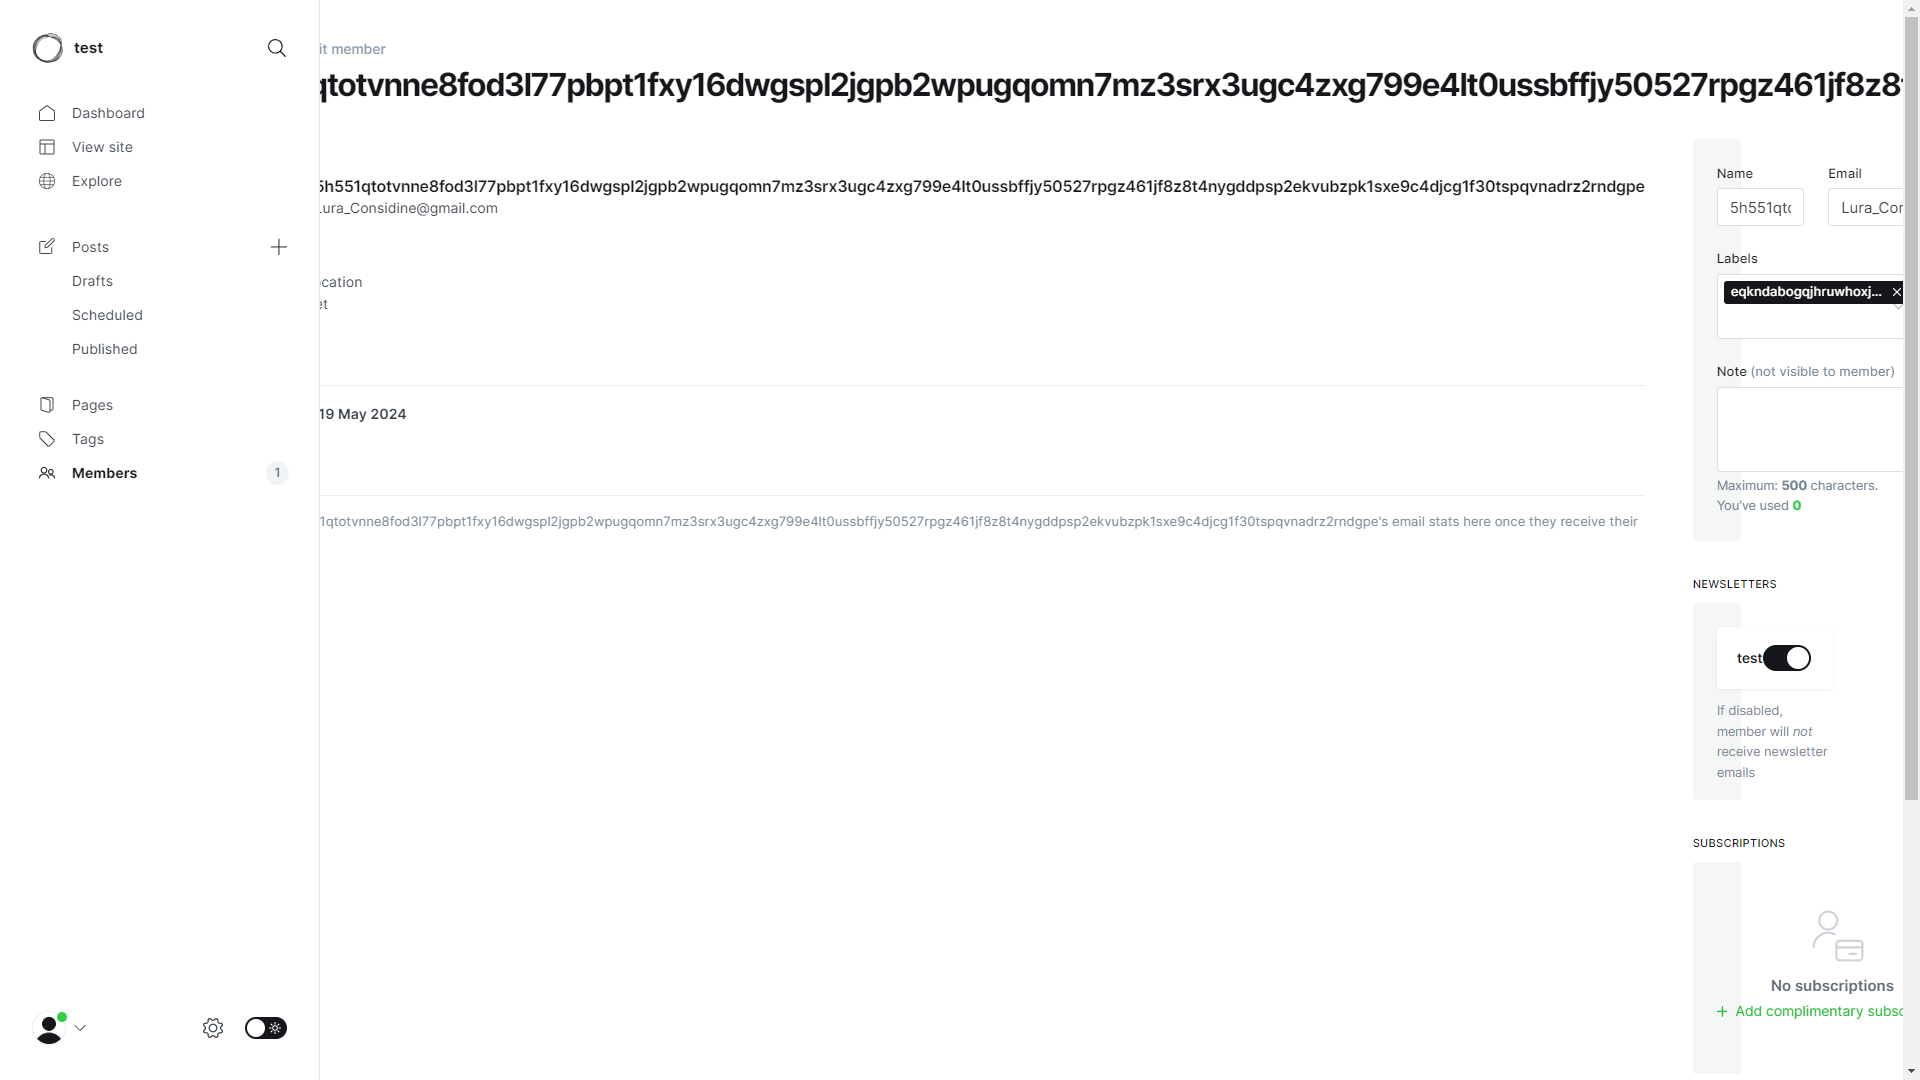 test
Dashboard
View site
Explore
Posts
Drafts
Scheduled
Published
Pages
Tags
Members
1
it member
qtotvnne8fod3l77pbpt1fxy16dwgspl2jgpb2wpugqomn7mz3srx3ugc4zxg799e4lt0ussbffjy50527rpgz461jf8z8t
5h551qtotvnne8fod3l77pbpt1fxy16dwgspl2jgpb2wpugqomn7mz3srx3ugc4zxg799e4lt0ussbffjy50527rpgz461jf8z8t4nygddpsp2ekvubzpk1sxe9c4djcg1f30tspqvnadrz2rndgpe
Lura_Considine@gmail.com
cation
et
19 May 2024
1qtotvnne8fod3l77pbpt1fxy16dwgspl2jgpb2wpugqomn7mz3srx3ugc4zxg799e4lt0ussbffjy50527rpgz461jf8z8t4nygddpsp2ekvubzpk1sxe9c4djcg1f30tspqvnadrz2rndgpe's email stats here once they receive their
Name
Email
5h551qto
Lura_Cor
Labels
eqkndabogqjhruwhoxj...
Note (not visible to member)
Maximum: 500 characters.
You've used 0
NEWSLETTERS
test
If disabled,
member will not
receive newsletter
emails
SUBSCRIPTIONS
No subscriptions
+ Add complimentary subsc